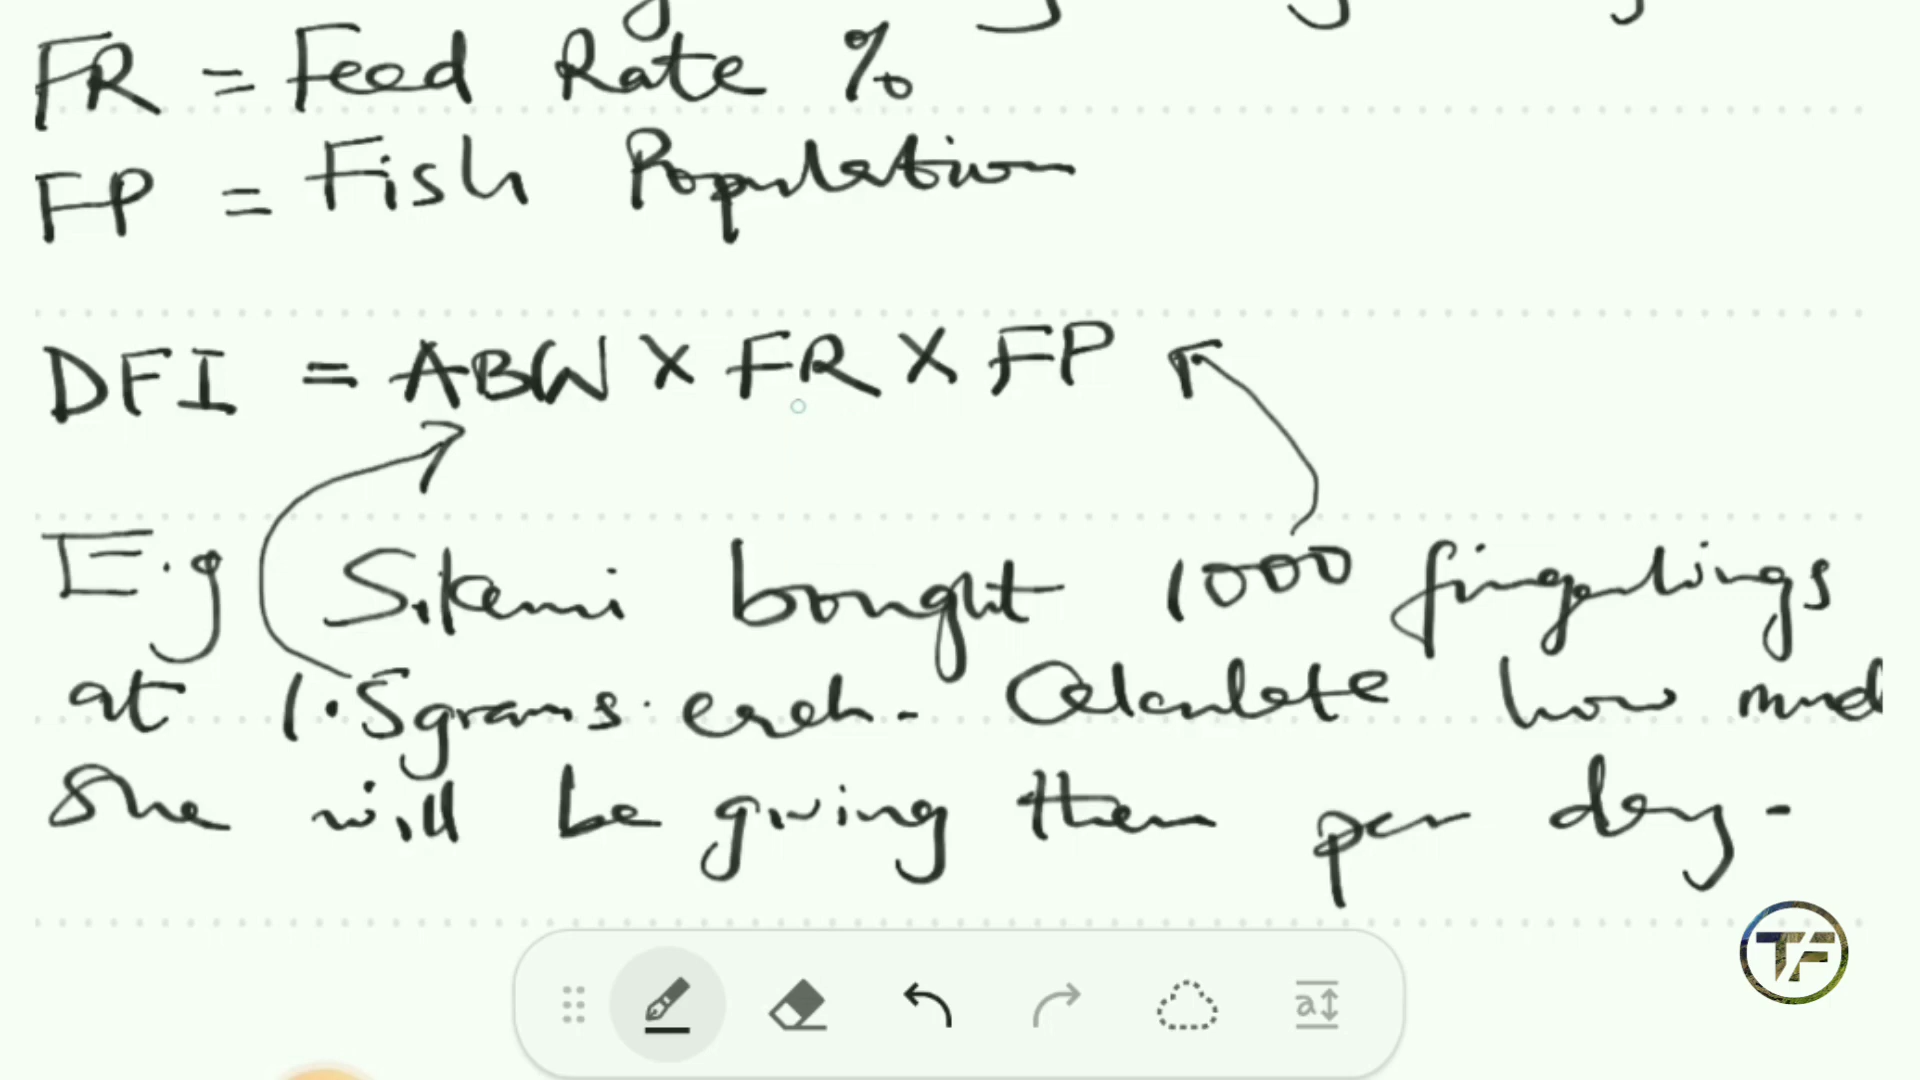 FR = Feed Rate %
FP = Fish Population
DFI = ABW X FR X FP
E.g Sikemi bought 1000 fingerlings
at 1.5grams each. Calculate how much
She will be giving them per day.
TF